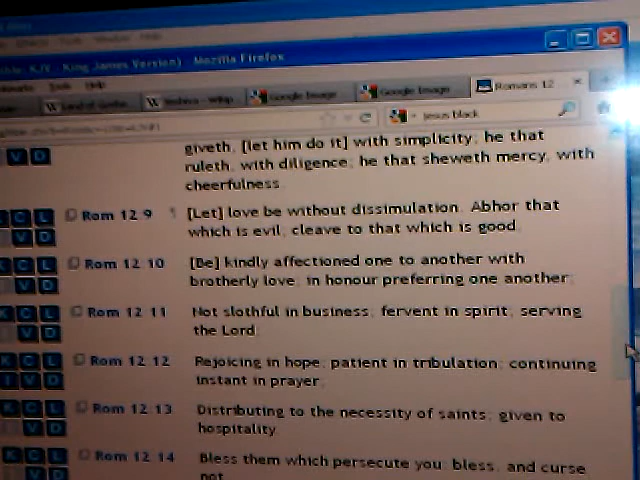 King James Version) - Mozilla Firefox
Tools Help
Google Image
Google Image
Romans 12
jesus black
giveth, [let him do it] with simplicity; he that
ruleth, with diligence; he that sheweth mercy, with
cheerfulness.
V D
C L
V D
Rom 12 9 ¶ [Let] love be without dissimulation. Abhor that
which is evil; cleave to that which is good.
K C L
V D
Rom 12 10 [Be] kindly affectioned one to another with
brotherly love; in honour preferring one another;
K C L
V D
Rom 12 11 Not slothful in business; fervent in spirit; serving
the Lord;
K C L
I V D
Rom 12 12 Rejoicing in hope; patient in tribulation; continuing
instant in prayer;
K C L
V D
Rom 12 13 Distributing to the necessity of saints; given to
hospitality.
K C L
V D
Rom 12 14 Bless them which persecute you: bless, and curse
not.